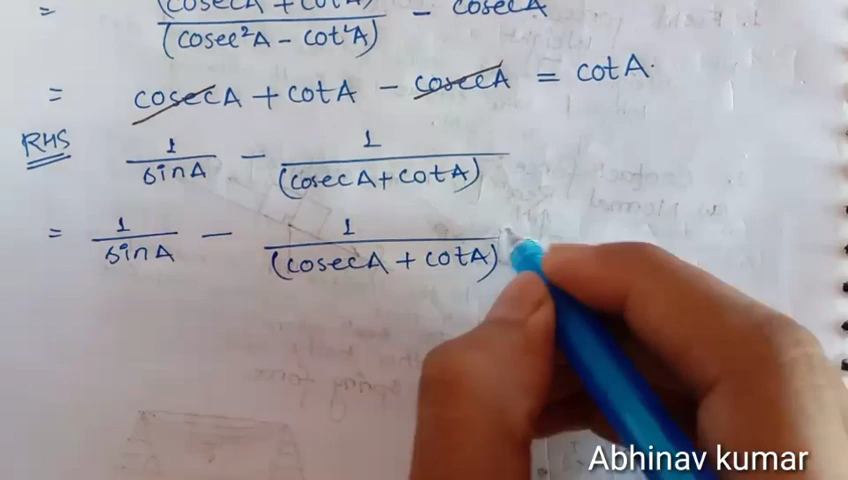 = (cosecA + cotA) / (cosec²A - cot²A) - cosecA
= cosecA + cotA - cosecA = cotA.
RHS 1/sinA - 1/(cosecA+cotA)
= 1/sinA - 1/(cosecA + cotA)
Abhinav kumar